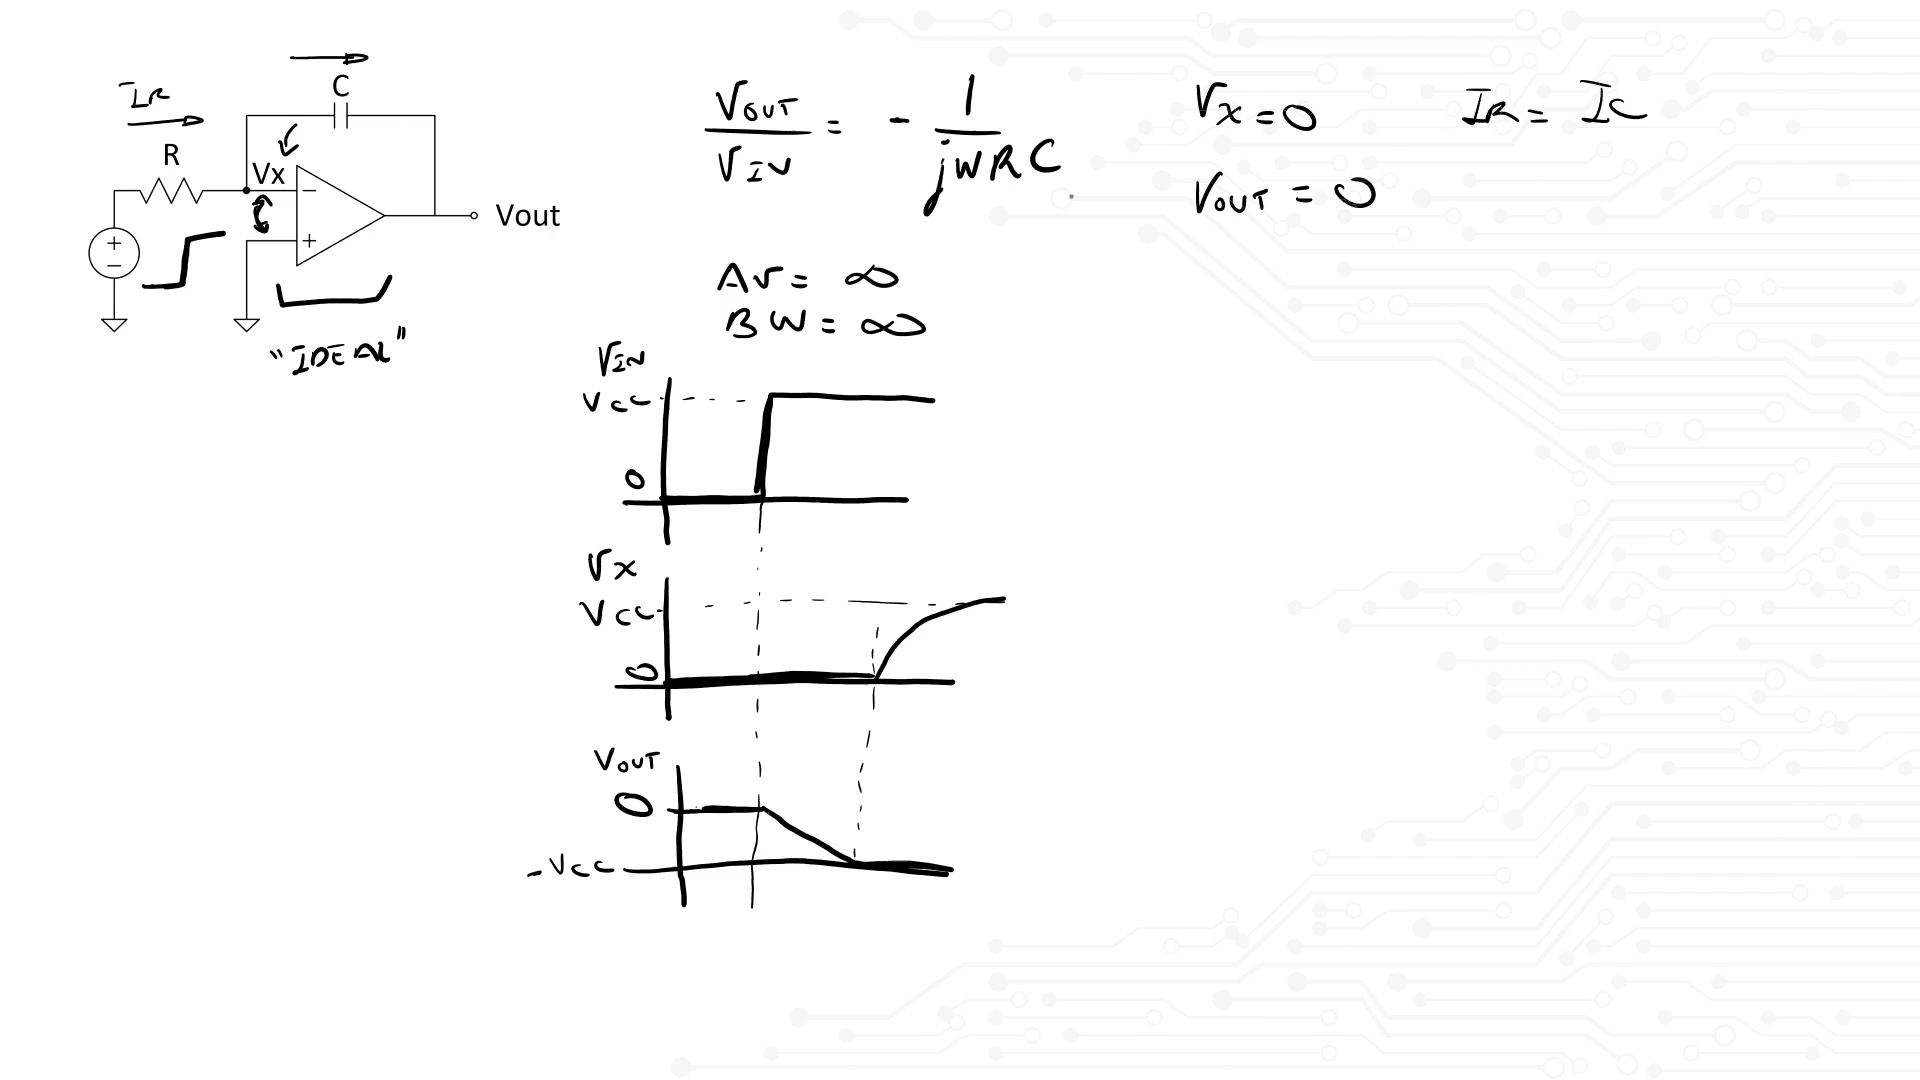 IR
C
R
Vx
−
+
+
−
Vout
"IDEAL"
VOUT
VIN
= - 1
jWRC
VX = 0
IR = IC
VOUT = 0
AV = ∞
BW = ∞
VIN
VCC
0
VX
VCC
0
VOUT
0
-VCC